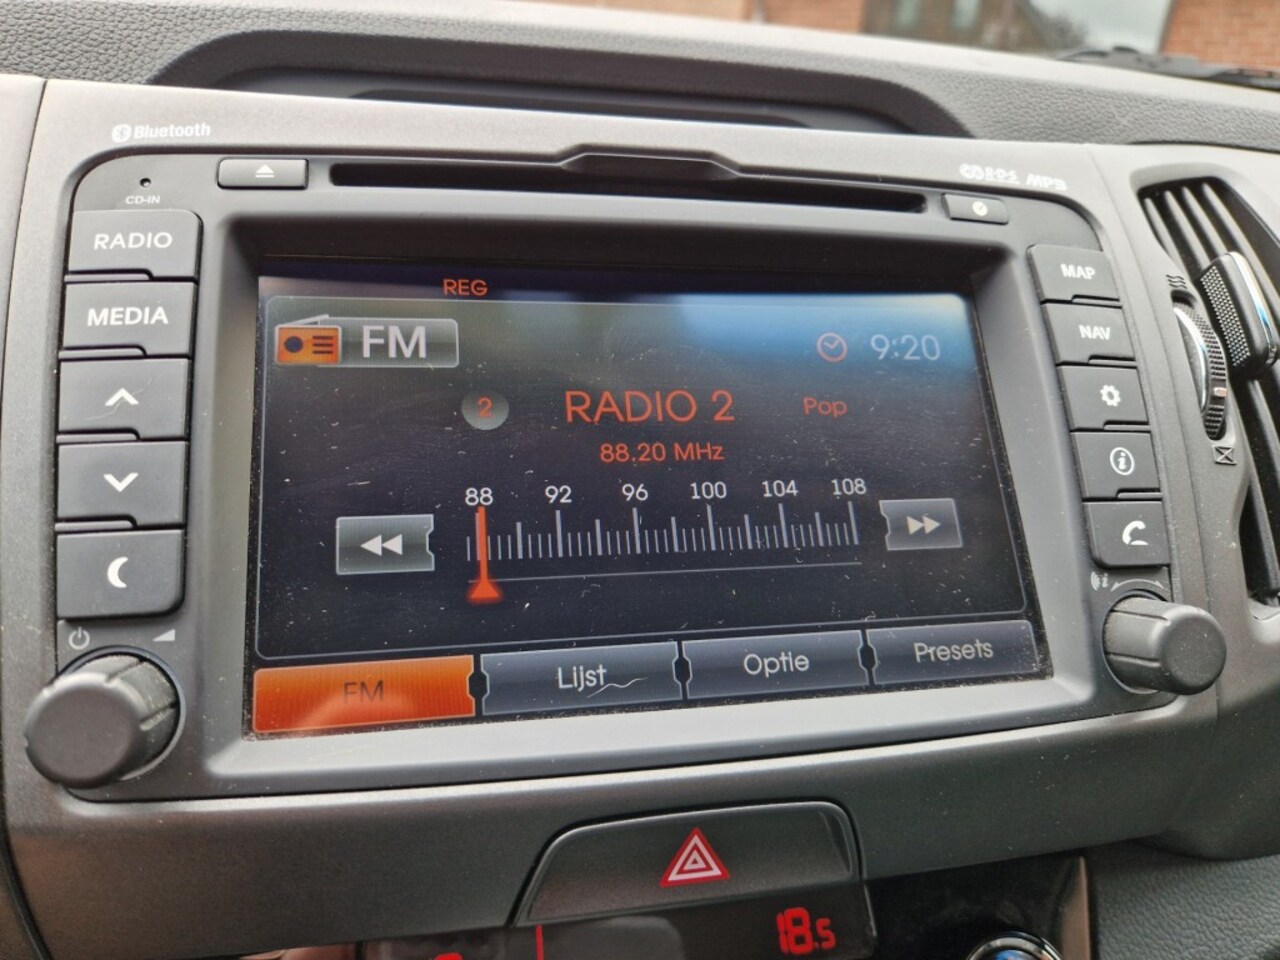 Bluetooth
R·D·S MP3
CD-IN
RADIO
MEDIA
MAP
NAV
REG
FM
9:20
2
RADIO 2
Pop
88.20 MHz
88 92 96 100 104 108
FM
Lijst
Optie
Presets
18.5